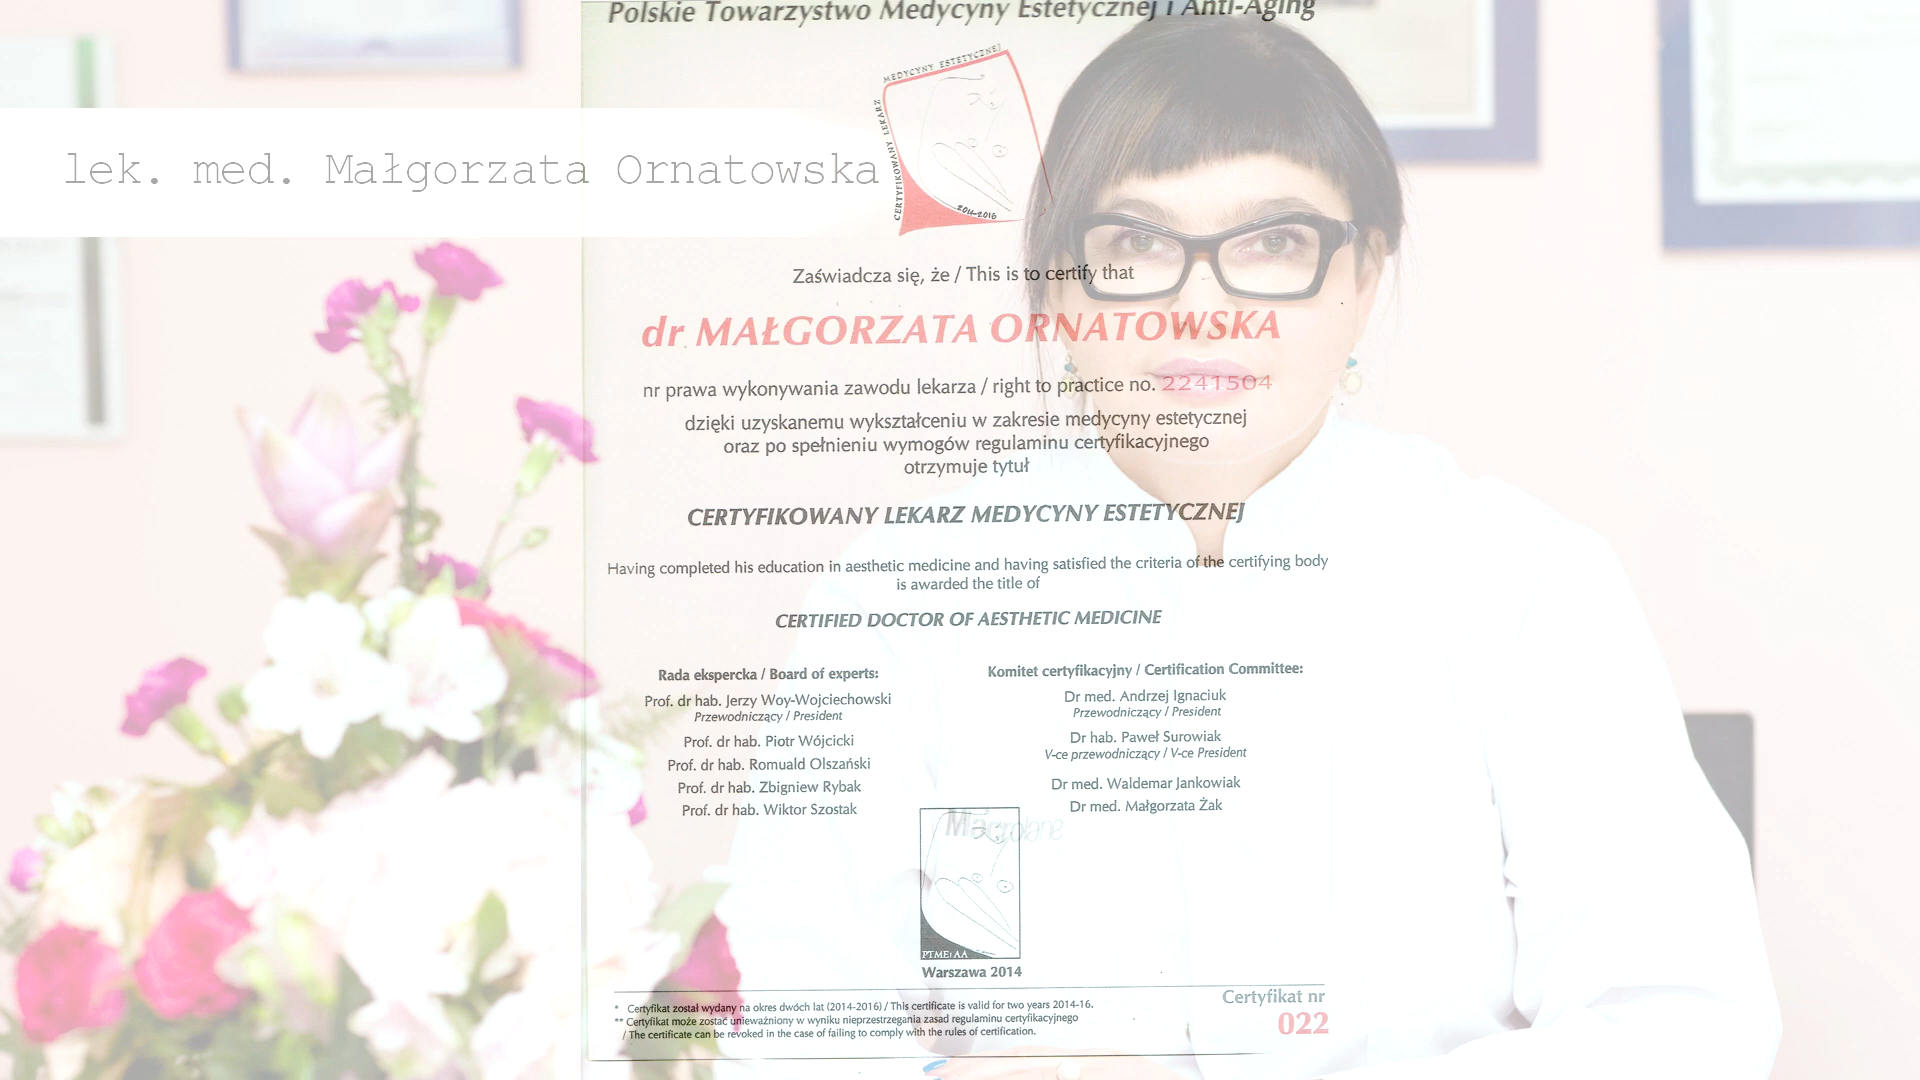 Polskie Towarzystwo Medycyny Estetycznej i Anti-Aging
MEDYCYNY ESTETYCZNEJ
CERTYFIKOWANY LEKARZ
2014-2016
lek. med. Małgorzata Ornatowska
Zaświadcza się, że / This is to certify that
dr MAŁGORZATA ORNATOWSKA
nr prawa wykonywania zawodu lekarza / right to practice no. 2241504
dzięki uzyskanemu wykształceniu w zakresie medycyny estetycznej
oraz po spełnieniu wymogów regulaminu certyfikacyjnego
otrzymuje tytuł
CERTYFIKOWANY LEKARZ MEDYCYNY ESTETYCZNEJ
Having completed his education in aesthetic medicine and having satisfied the criteria of the certifying body
is awarded the title of
CERTIFIED DOCTOR OF AESTHETIC MEDICINE
Rada ekspercka / Board of experts:
Prof. dr hab. Jerzy Woy-Wojciechowski
Przewodniczący / President
Prof. dr hab. Piotr Wójcicki
Prof. dr hab. Romuald Olszański
Prof. dr hab. Zbigniew Rybak
Prof. dr hab. Wiktor Szostak
Komitet certyfikacyjny / Certification Committee:
Dr med. Andrzej Ignaciuk
Przewodniczący / President
Dr hab. Paweł Surowiak
V-ce przewodniczący / V-ce President
Dr med. Waldemar Jankowiak
Dr med. Małgorzata Żak
Macrolane
PTMEiAA
Warszawa 2014
* Certyfikat został wydany na okres dwóch lat (2014-2016) / This certificate is valid for two years 2014-16.
** Certyfikat może zostać unieważniony w wyniku nieprzestrzegania zasad regulaminu certyfikacyjnego
/ The certificate can be revoked in the case of failing to comply with the rules of certification.
Certyfikat nr
022